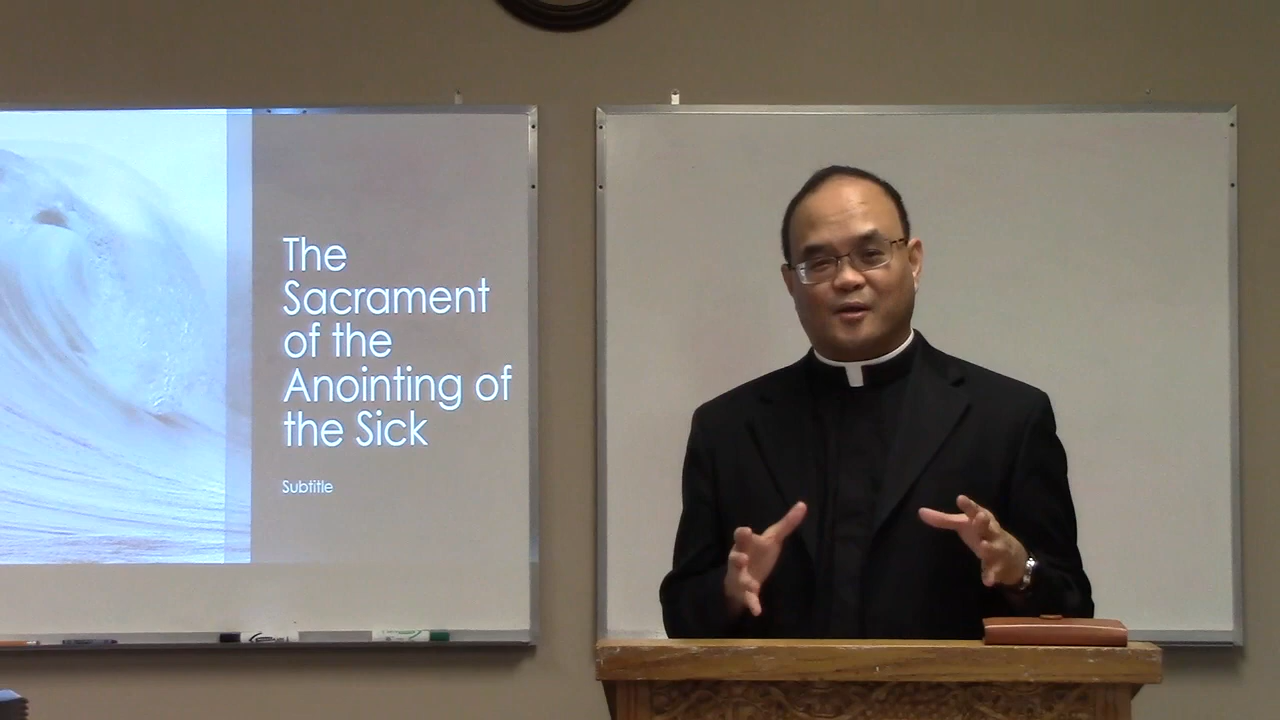 The
Sacrament
of the
Anointing of
the Sick
Subtitle